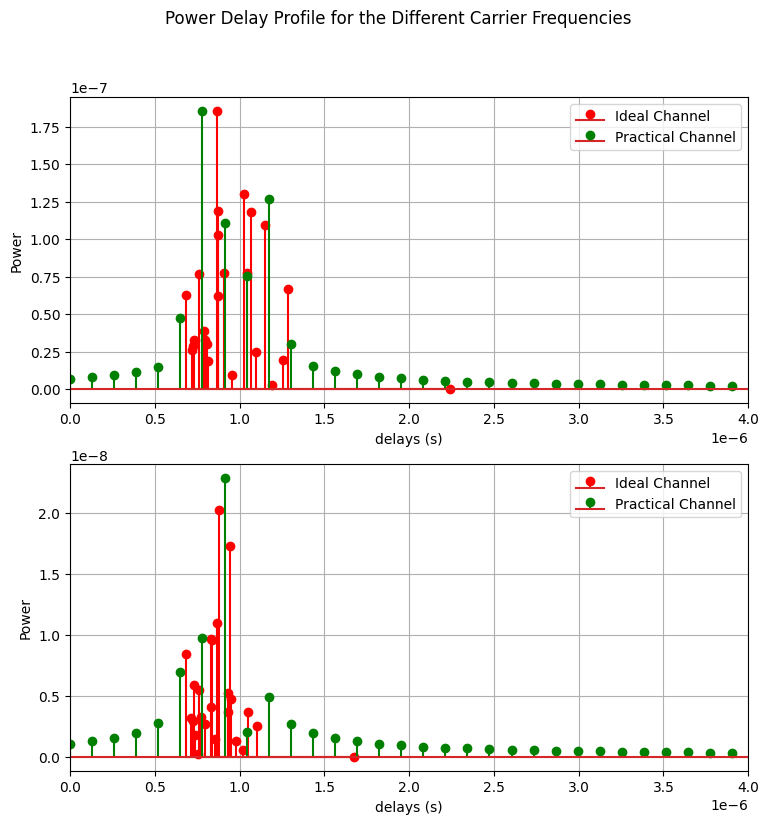 Power Delay Profile for the Different Carrier Frequencies
1e−7
1.75
1.50
1.25
1.00
0.75
0.50
0.25
0.00
Power
Ideal Channel
Practical Channel
0.0 0.5 1.0 1.5 2.0 2.5 3.0 3.5 4.0
delays (s)
1e−6
1e−8
2.0
1.5
1.0
0.5
0.0
Power
Ideal Channel
Practical Channel
0.0 0.5 1.0 1.5 2.0 2.5 3.0 3.5 4.0
delays (s)
1e−6